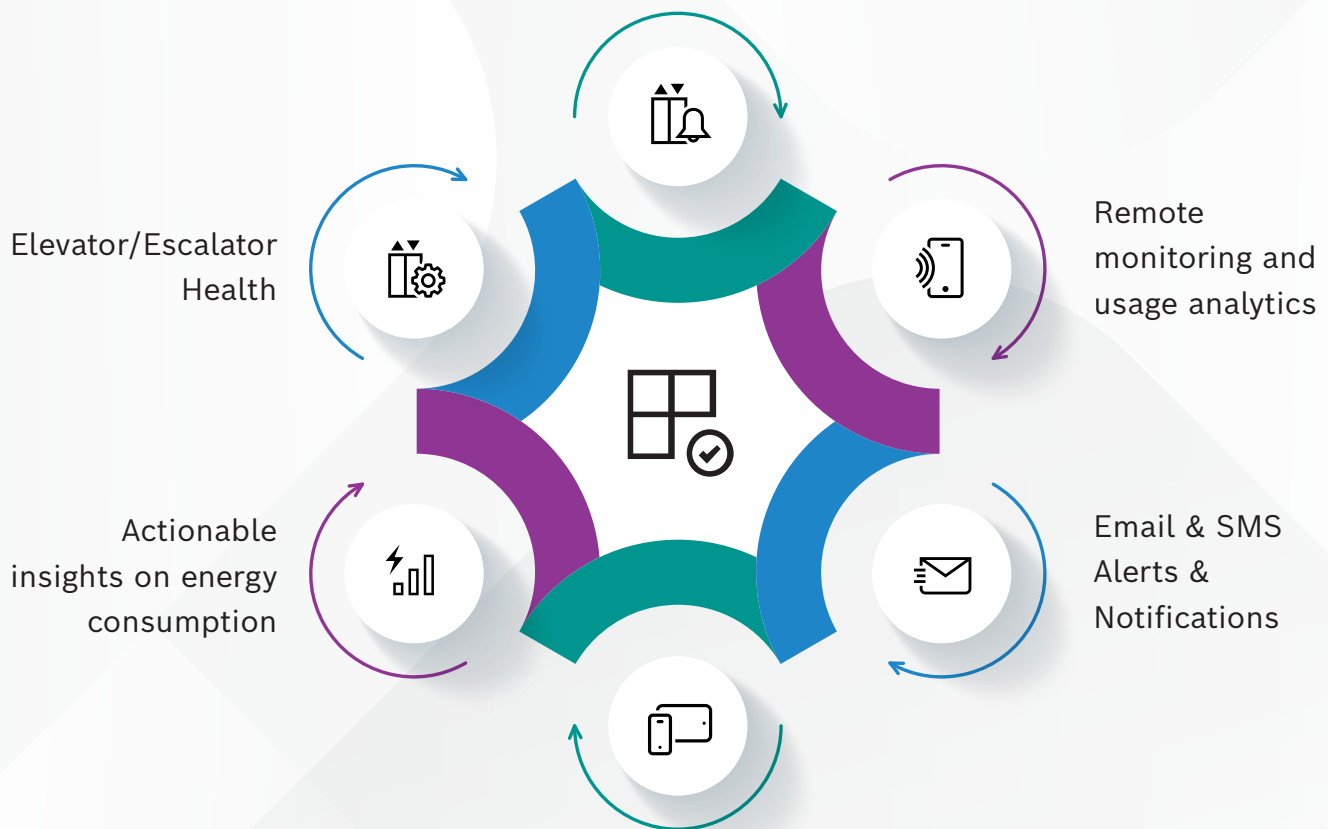 Elevator/Escalator
Health
Remote
monitoring and
usage analytics
Actionable
insights on energy
consumption
Email & SMS
Alerts &
Notifications